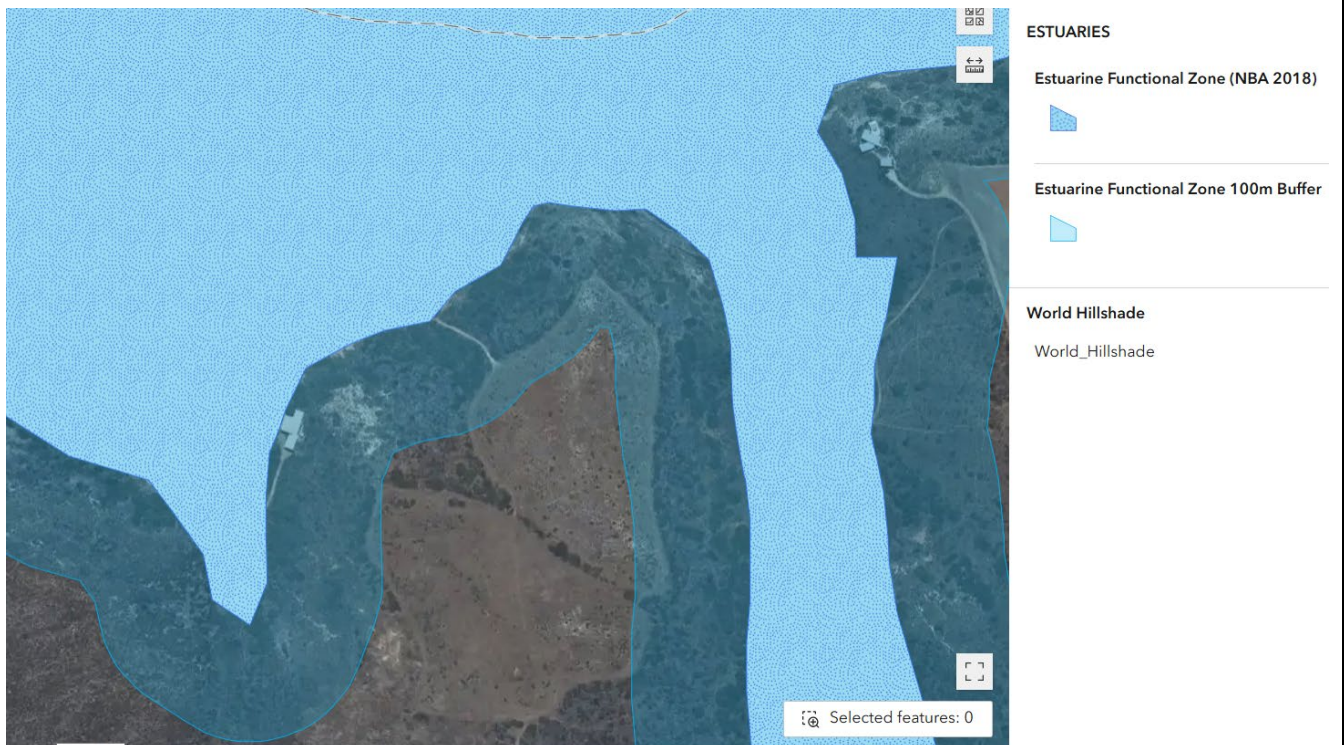 ESTUARIES
Estuarine Functional Zone (NBA 2018)
Estuarine Functional Zone 100m Buffer
World Hillshade
World_Hillshade
Selected features: 0